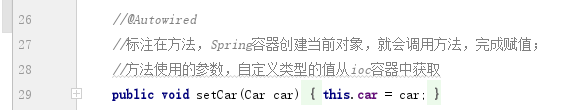 26 //@Autowired
27 //标注在方法，Spring容器创建当前对象，就会调用方法，完成赋值；
28 //方法使用的参数，自定义类型的值从ioc容器中获取
29 public void setCar(Car car) { this.car = car; }